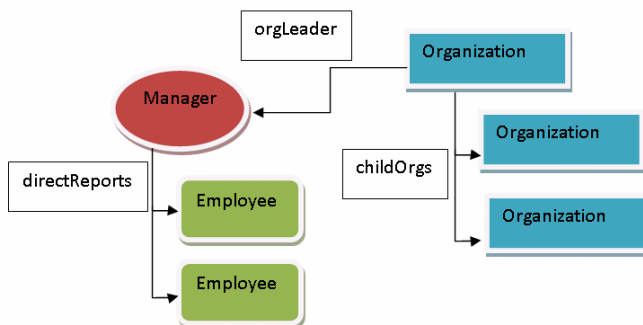 orgLeader
Organization
Manager
Organization
childOrgs
directReports
Employee
Organization
Employee